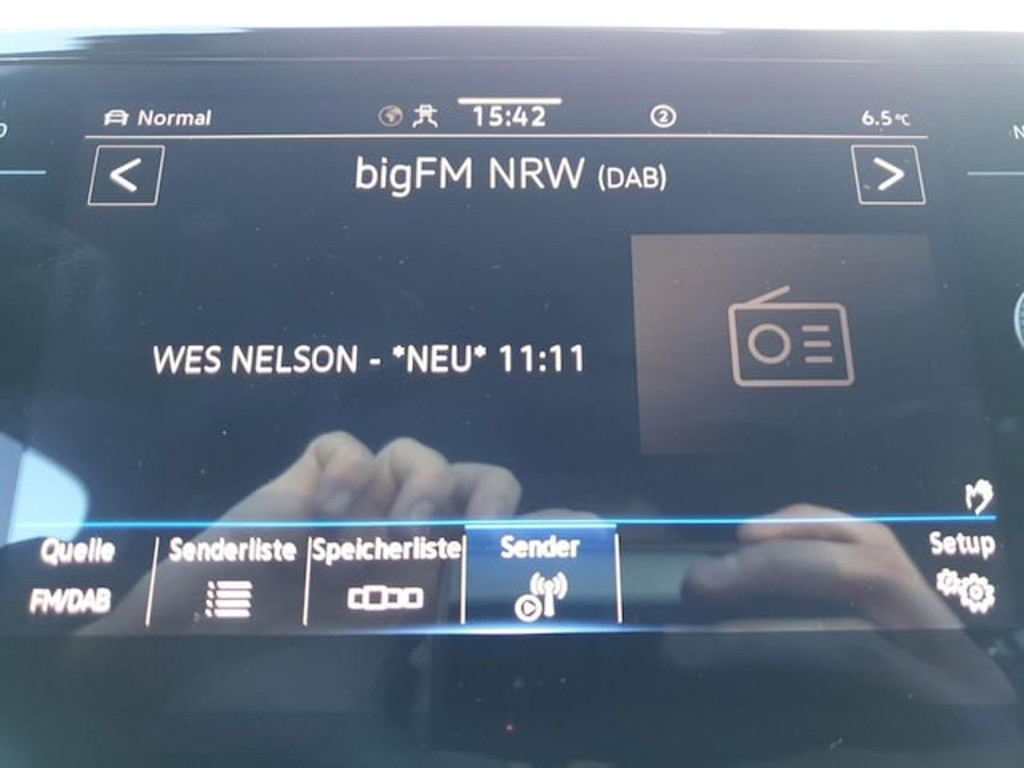 Normal 15:42 2 6.5°C
bigFM NRW (DAB)
WES NELSON - *NEU* 11:11
Quelle Senderliste Speicherliste Sender Setup
FM/DAB